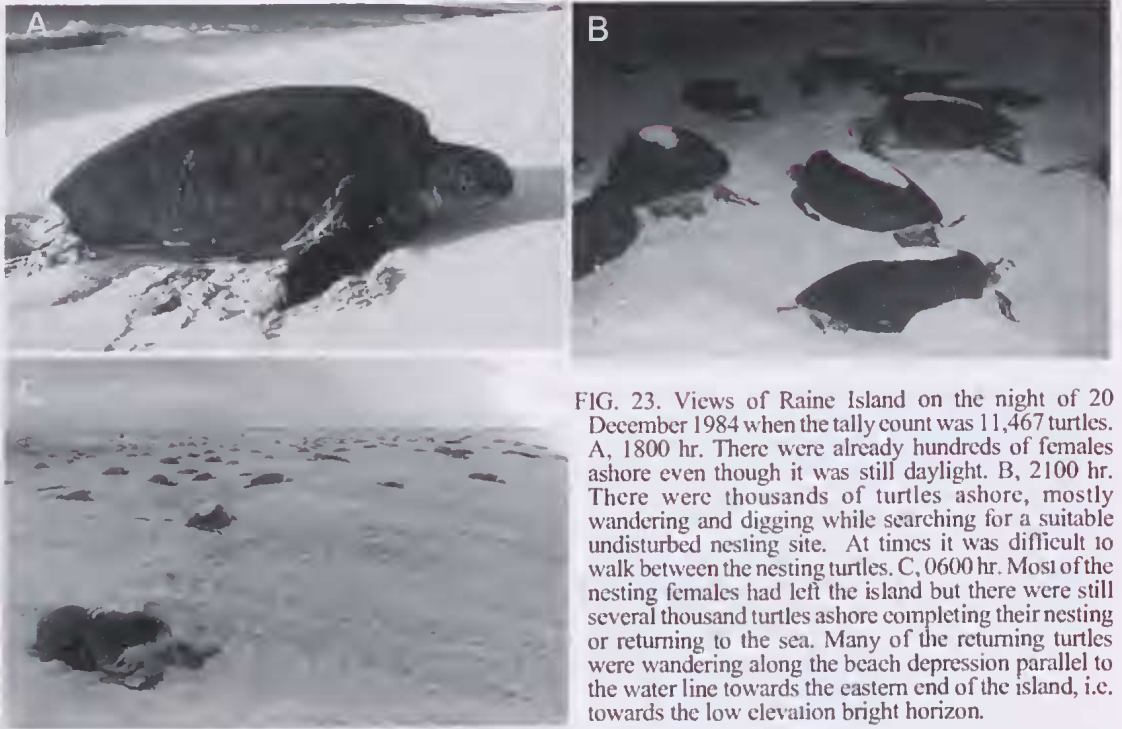 A
B
C
FIG. 23. Views of Raine Island on the night of 20
December 1984 when the tally count was 11,467 turtles.
A, 1800 hr. There were already hundreds of females
ashore even though it was still daylight. B, 2100 hr.
There were thousands of turtles ashore, mostly
wandering and digging while searching for a suitable
undisturbed nesting site. At times it was difficult to
walk between the nesting turtles. C, 0600 hr. Most of the
nesting females had left the island but there were still
several thousand turtles ashore completing their nesting
or returning to the sea. Many of the returning turtles
were wandering along the beach depression parallel to
the water line towards the eastern end of the island, i.e.
towards the low elevation bright horizon.